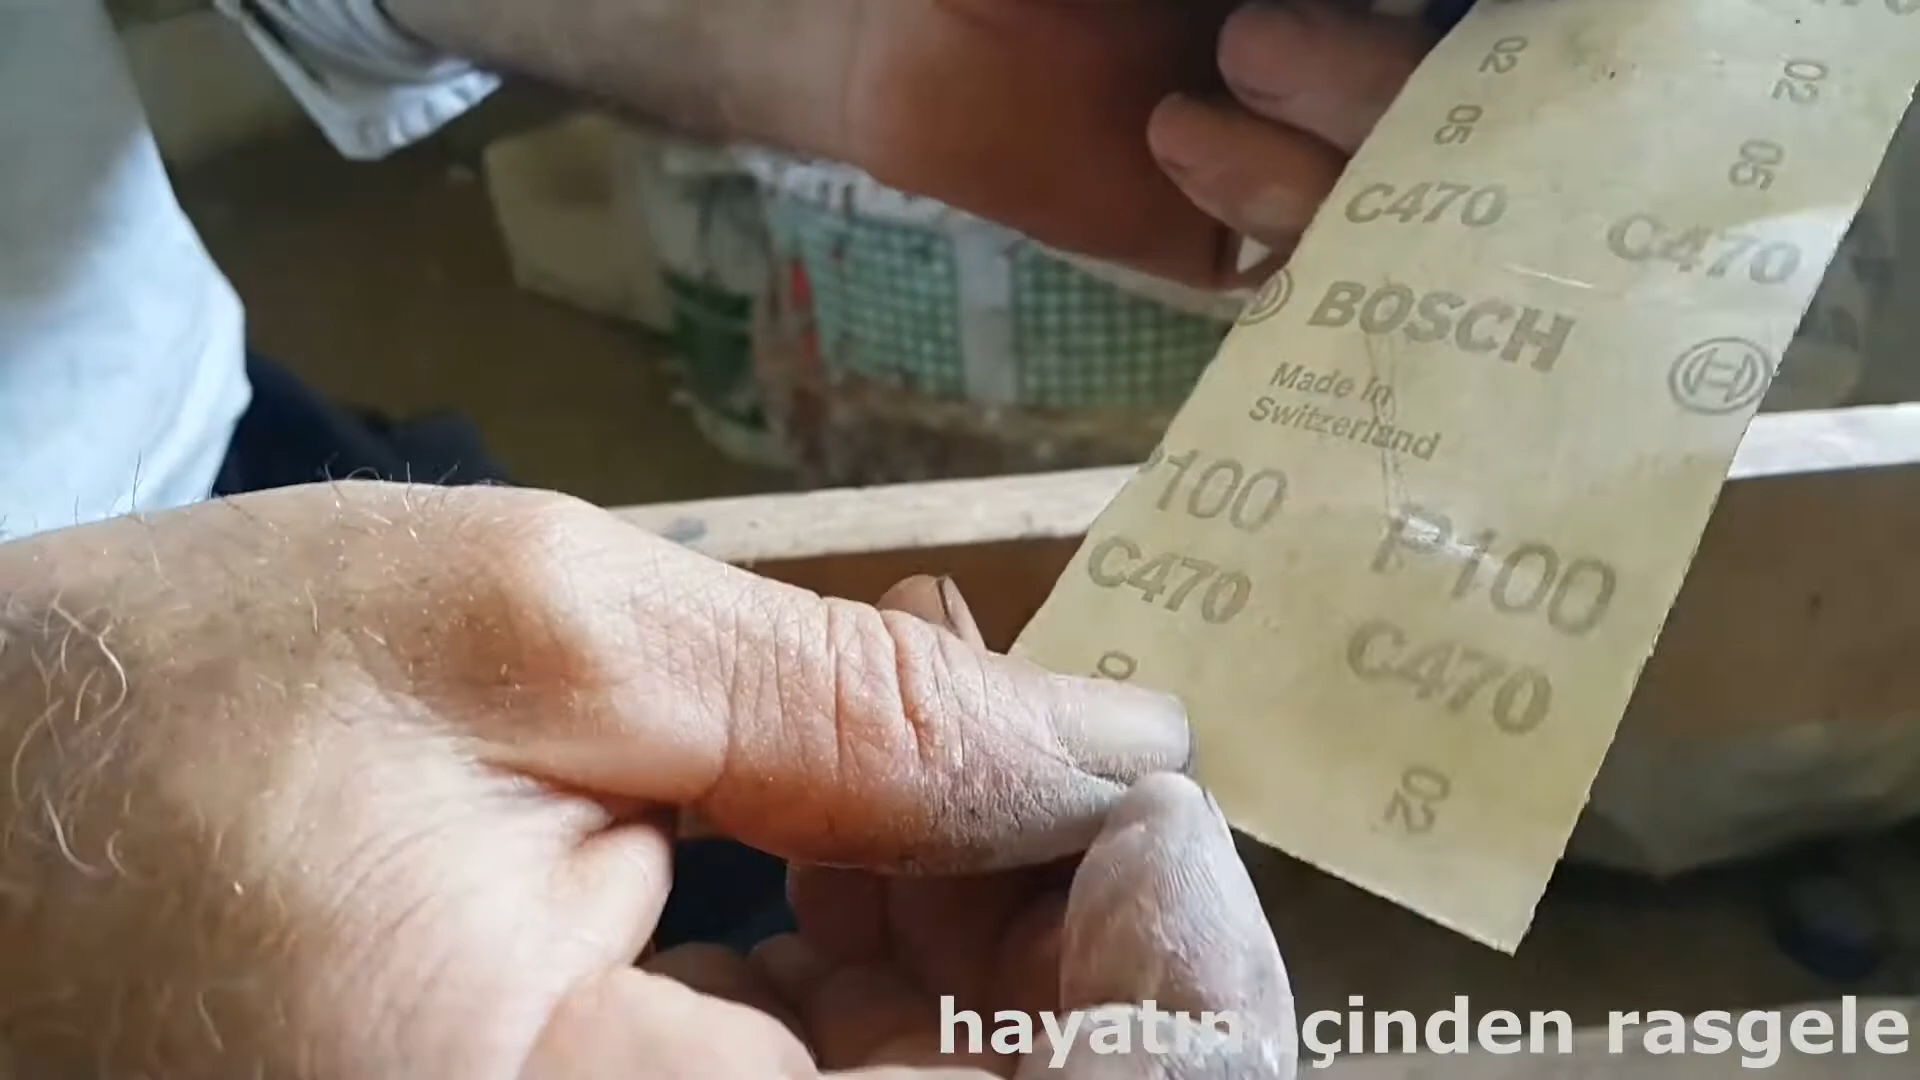 02
02
05
05
C470
C470
BOSCH
Made in
Switzerland
P100
P100
C470
C470
02
hayatın içinden rasgele